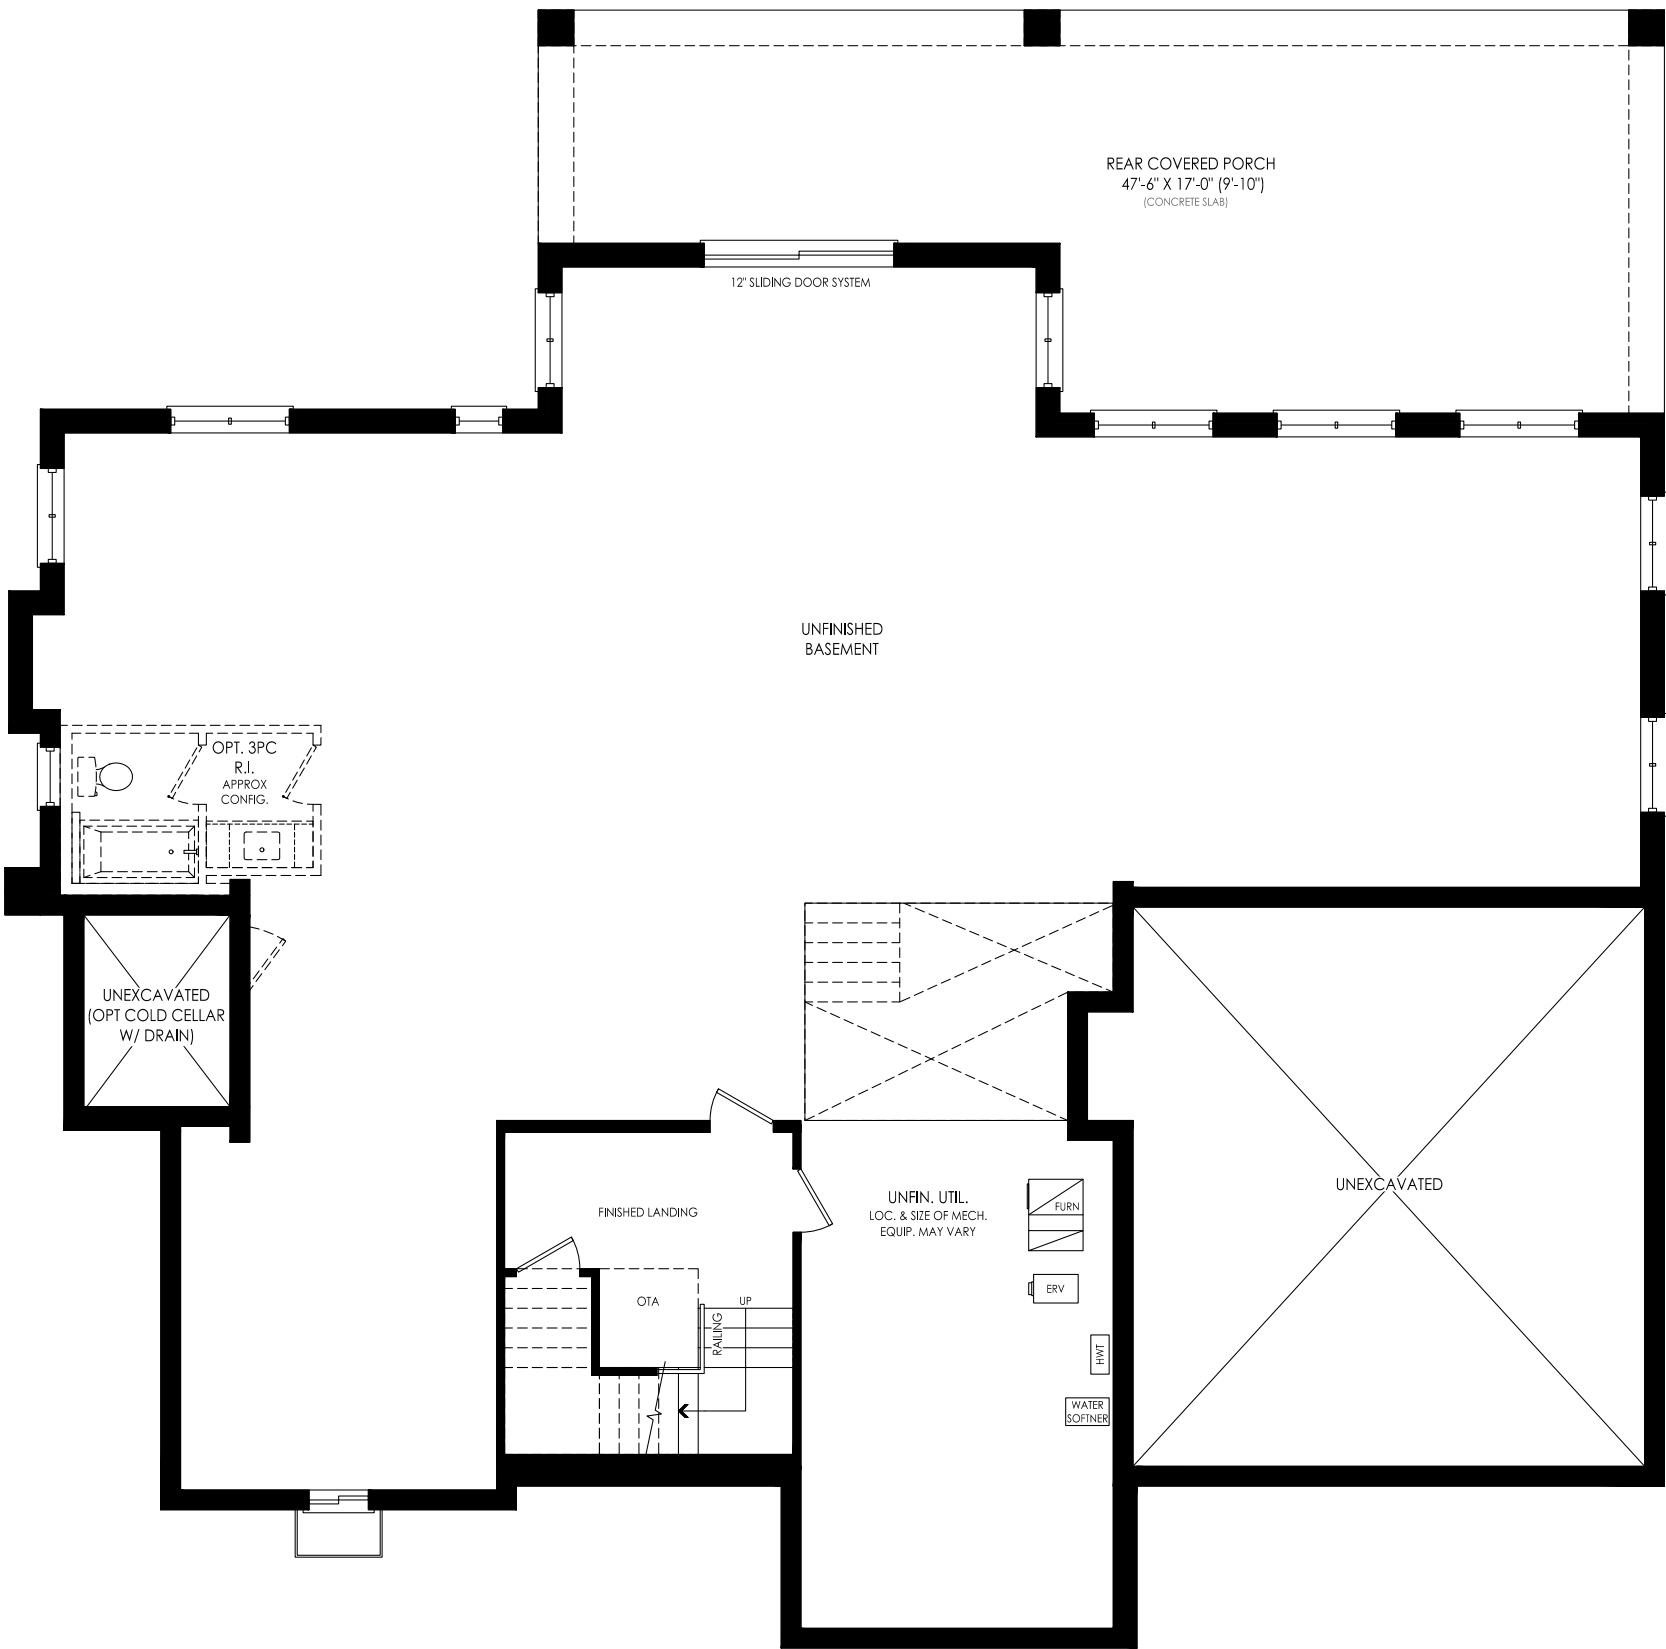 REAR COVERED PORCH
47'-6" X 17'-0" (9'-10")
(CONCRETE SLAB)
12" SLIDING DOOR SYSTEM
UNFINISHED
BASEMENT
OPT. 3PC
R.I.
APPROX
CONFIG.
UNEXCAVATED
(OPT COLD CELLAR
W/ DRAIN)
UNFIN. UTIL.
LOC. & SIZE OF MECH.
EQUIP. MAY VARY
FURN
UNEXCAVATED
FINISHED LANDING
ERV
OTA
UP
RAILING
HWT
WATER
SOFTNER